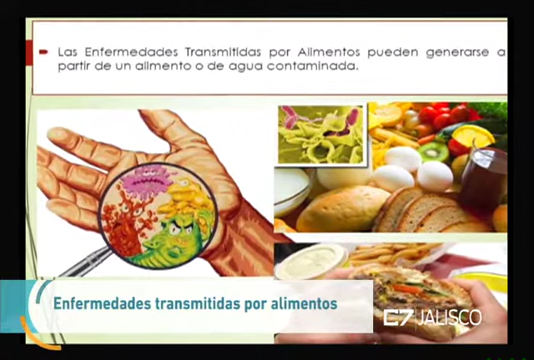 Las Enfermedades Transmitidas por Alimentos pueden generarse a
partir de un alimento o de agua contaminada.
Enfermedades transmitidas por alimentos
C7 JALISCO